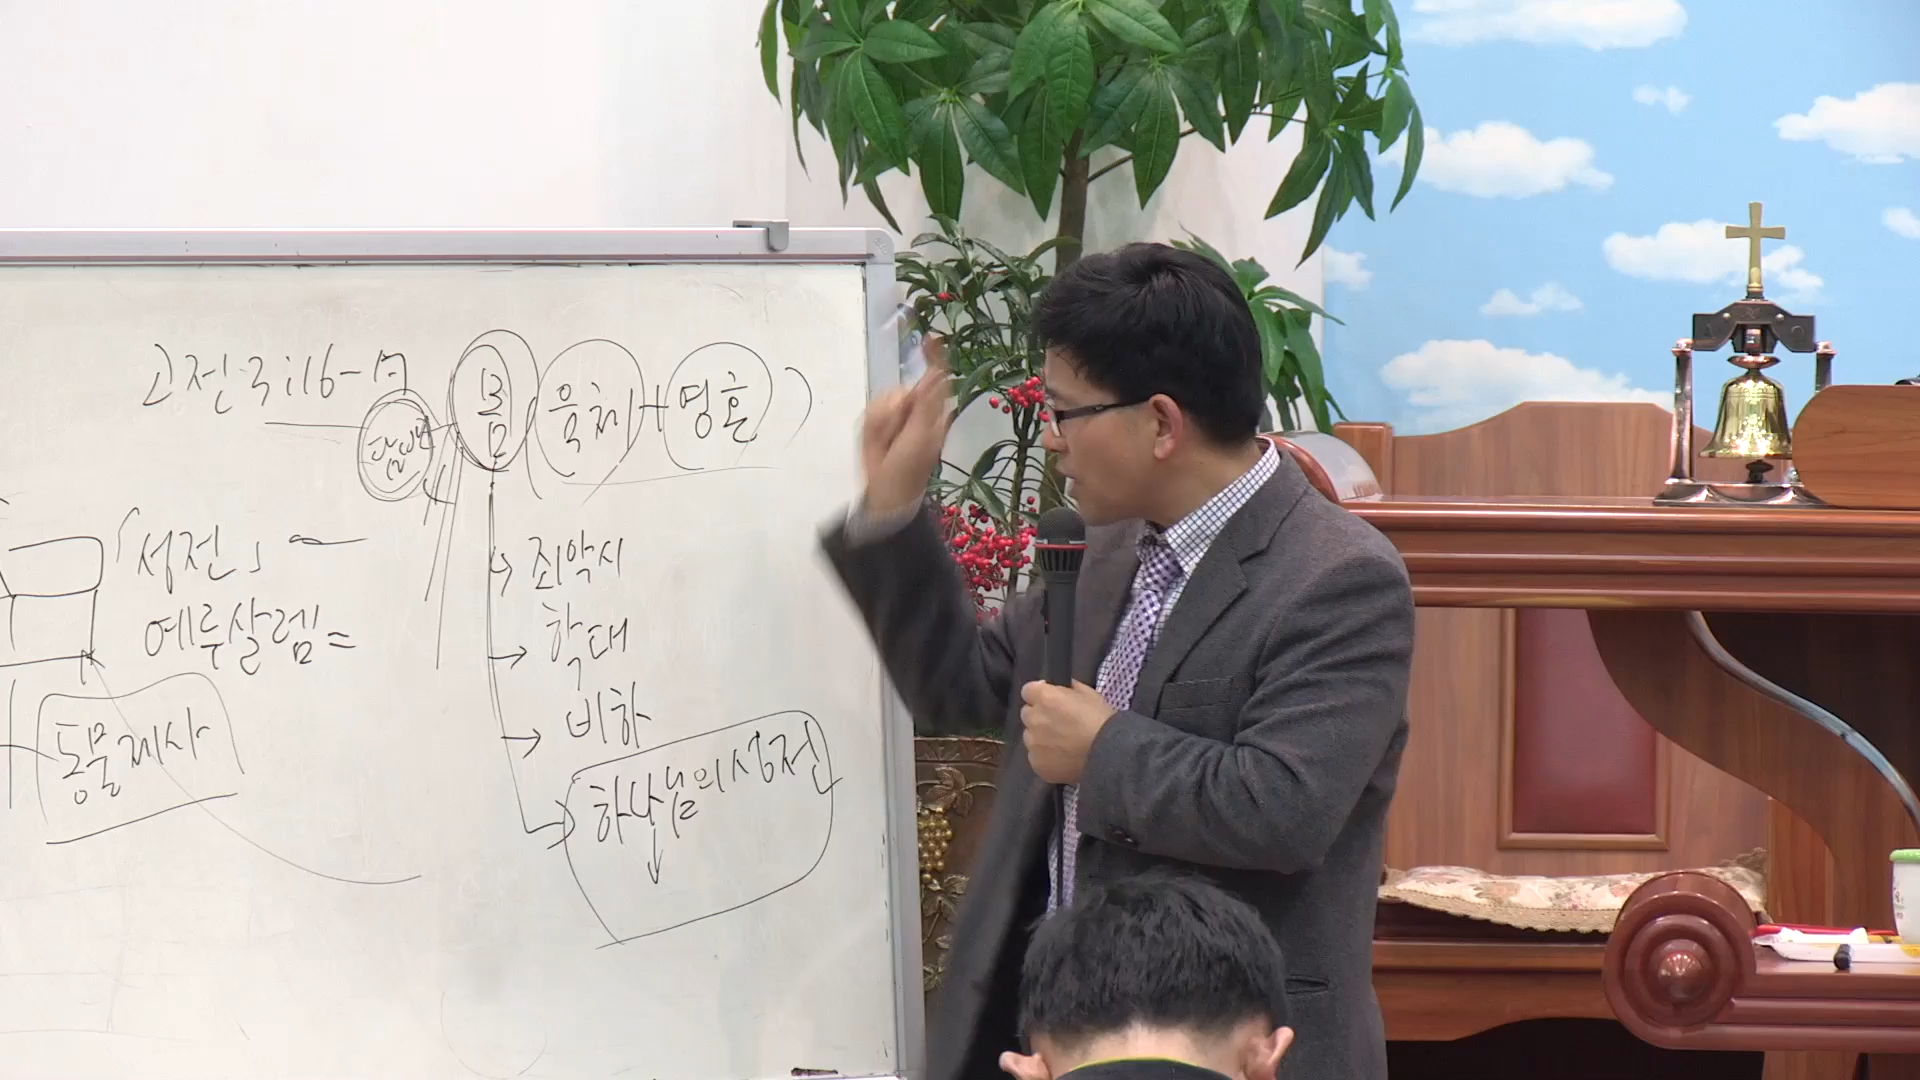 고전 3:16-17
몸 (육체+영혼)
「성전」
예루살렘=
동물제사
죄악시
학대
비하
하나님의 성전